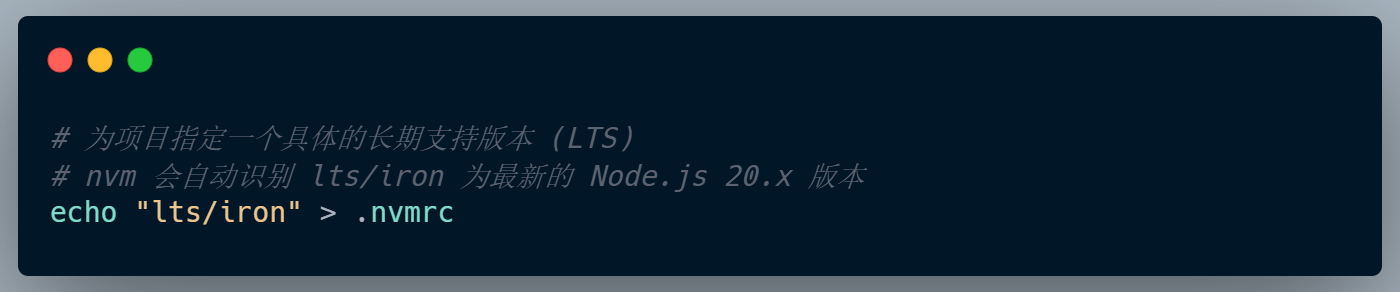 # 为项目指定一个具体的长期支持版本 (LTS)
# nvm 会自动识别 lts/iron 为最新的 Node.js 20.x 版本
echo "lts/iron" > .nvmrc